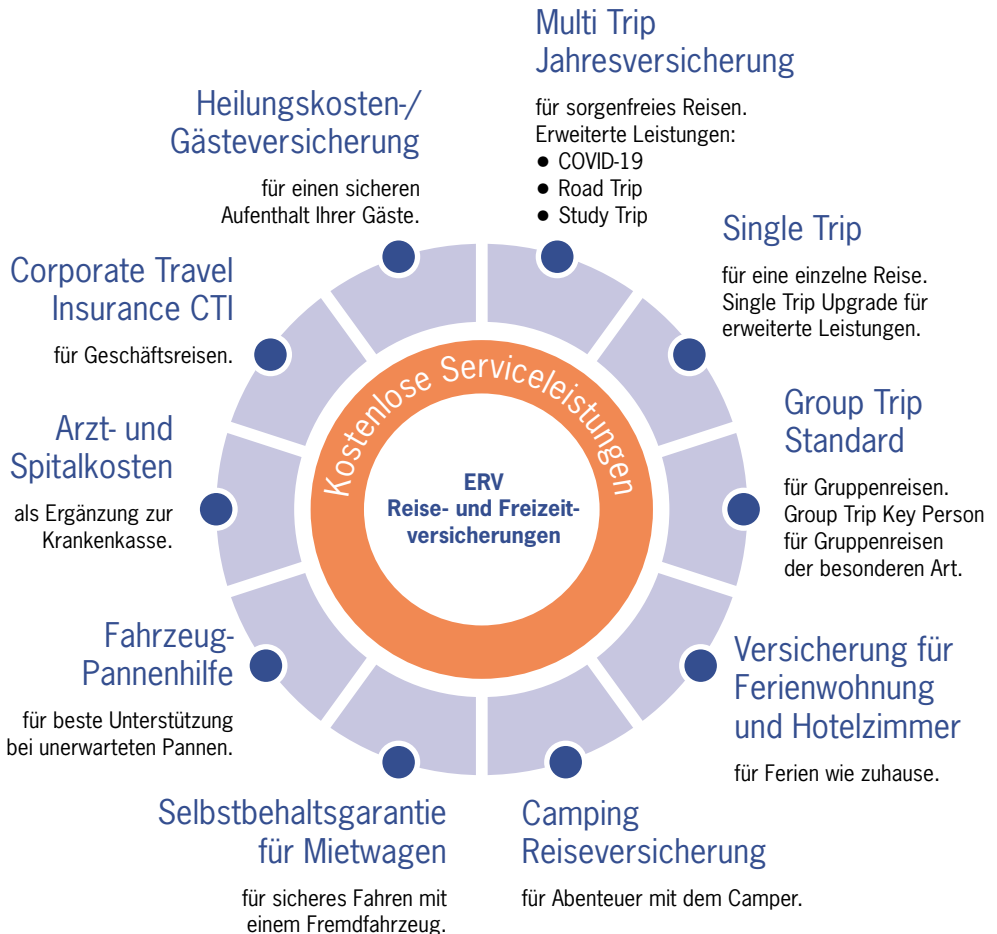 Multi Trip
Jahresversicherung
für sorgenfreies Reisen.
Erweiterte Leistungen:
● COVID-19
● Road Trip
● Study Trip
Single Trip
für eine einzelne Reise.
Single Trip Upgrade für
erweiterte Leistungen.
Group Trip
Standard
für Gruppenreisen.
Group Trip Key Person
für Gruppenreisen
der besonderen Art.
Versicherung für
Ferienwohnung
und Hotelzimmer
für Ferien wie zuhause.
Camping
Reiseversicherung
für Abenteuer mit dem Camper.
Selbstbehaltsgarantie
für Mietwagen
für sicheres Fahren mit
einem Fremdfahrzeug.
Fahrzeug-
Pannenhilfe
für beste Unterstützung
bei unerwarteten Pannen.
Arzt- und
Spitalkosten
als Ergänzung zur
Krankenkasse.
Corporate Travel
Insurance CTI
für Geschäftsreisen.
Heilungskosten-/
Gästeversicherung
für einen sicheren
Aufenthalt Ihrer Gäste.
Kostenlose Serviceleistungen
ERV
Reise- und Freizeit-
versicherungen